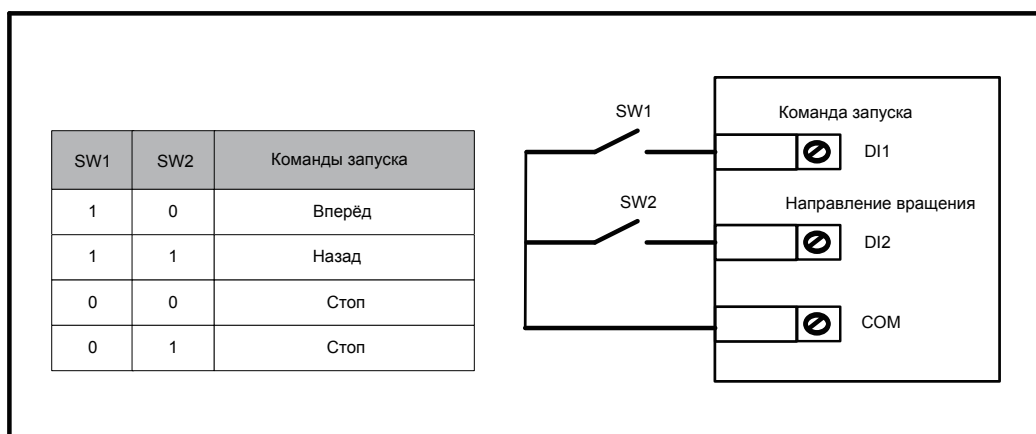 SW1 SW2 Команды запуска
1 0 Вперёд
1 1 Назад
0 0 Стоп
0 1 Стоп
SW1
Команда запуска
DI1
SW2
Направление вращения
DI2
COM